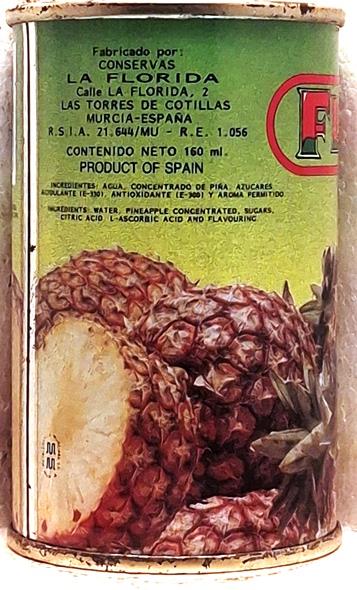 Fabricado por:
CONSERVAS
LA FLORIDA
Calle LA FLORIDA, 2
LAS TORRES DE COTILLAS
MURCIA-ESPAÑA
R.S.I.A. 21.644/MU - R.E. 1.056
CONTENIDO NETO 160 ml.
PRODUCT OF SPAIN
INGREDIENTES: AGUA, CONCENTRADO DE PIÑA, AZUCARES,
ACIDULANTE (E-330), ANTIOXIDANTE (E-300) Y AROMA PERMITIDO.
INGREDIENTS: WATER, PINEAPPLE CONCENTRATED, SUGARS,
CITRIC ACID, L-ASCORBIC ACID AND FLAVOURING.